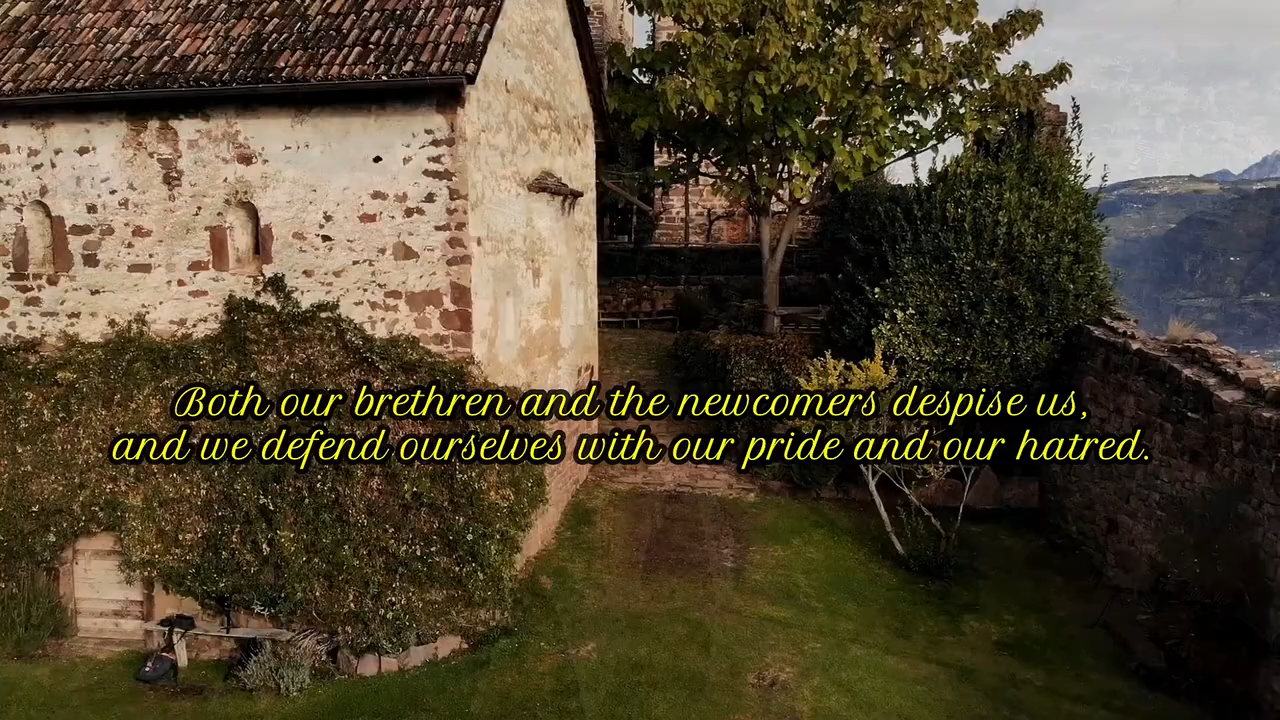 Both our brethren and the newcomers despise us,
and we defend ourselves with our pride and our hatred.